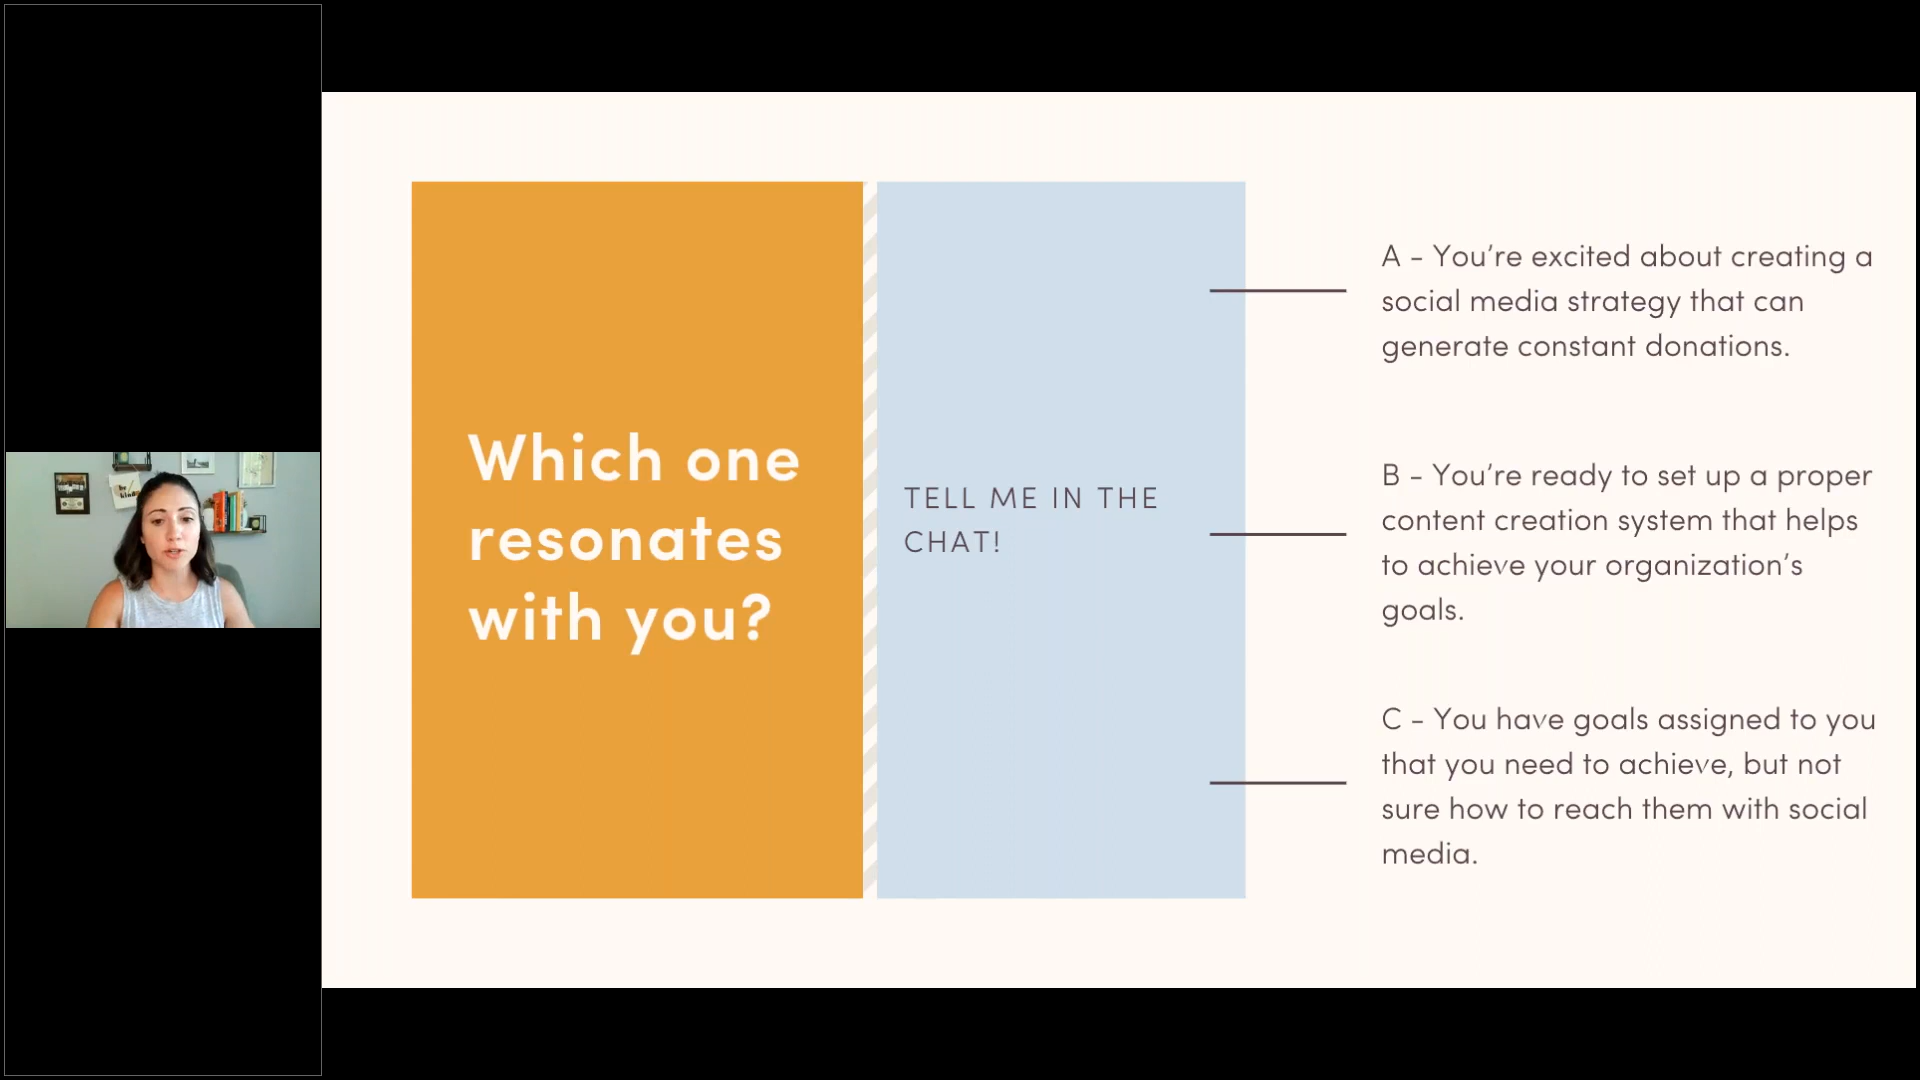 Which one
resonates
with you?
TELL ME IN THE
CHAT!
A - You're excited about creating a
social media strategy that can
generate constant donations.
B - You're ready to set up a proper
content creation system that helps
to achieve your organization's
goals.
C - You have goals assigned to you
that you need to achieve, but not
sure how to reach them with social
media.